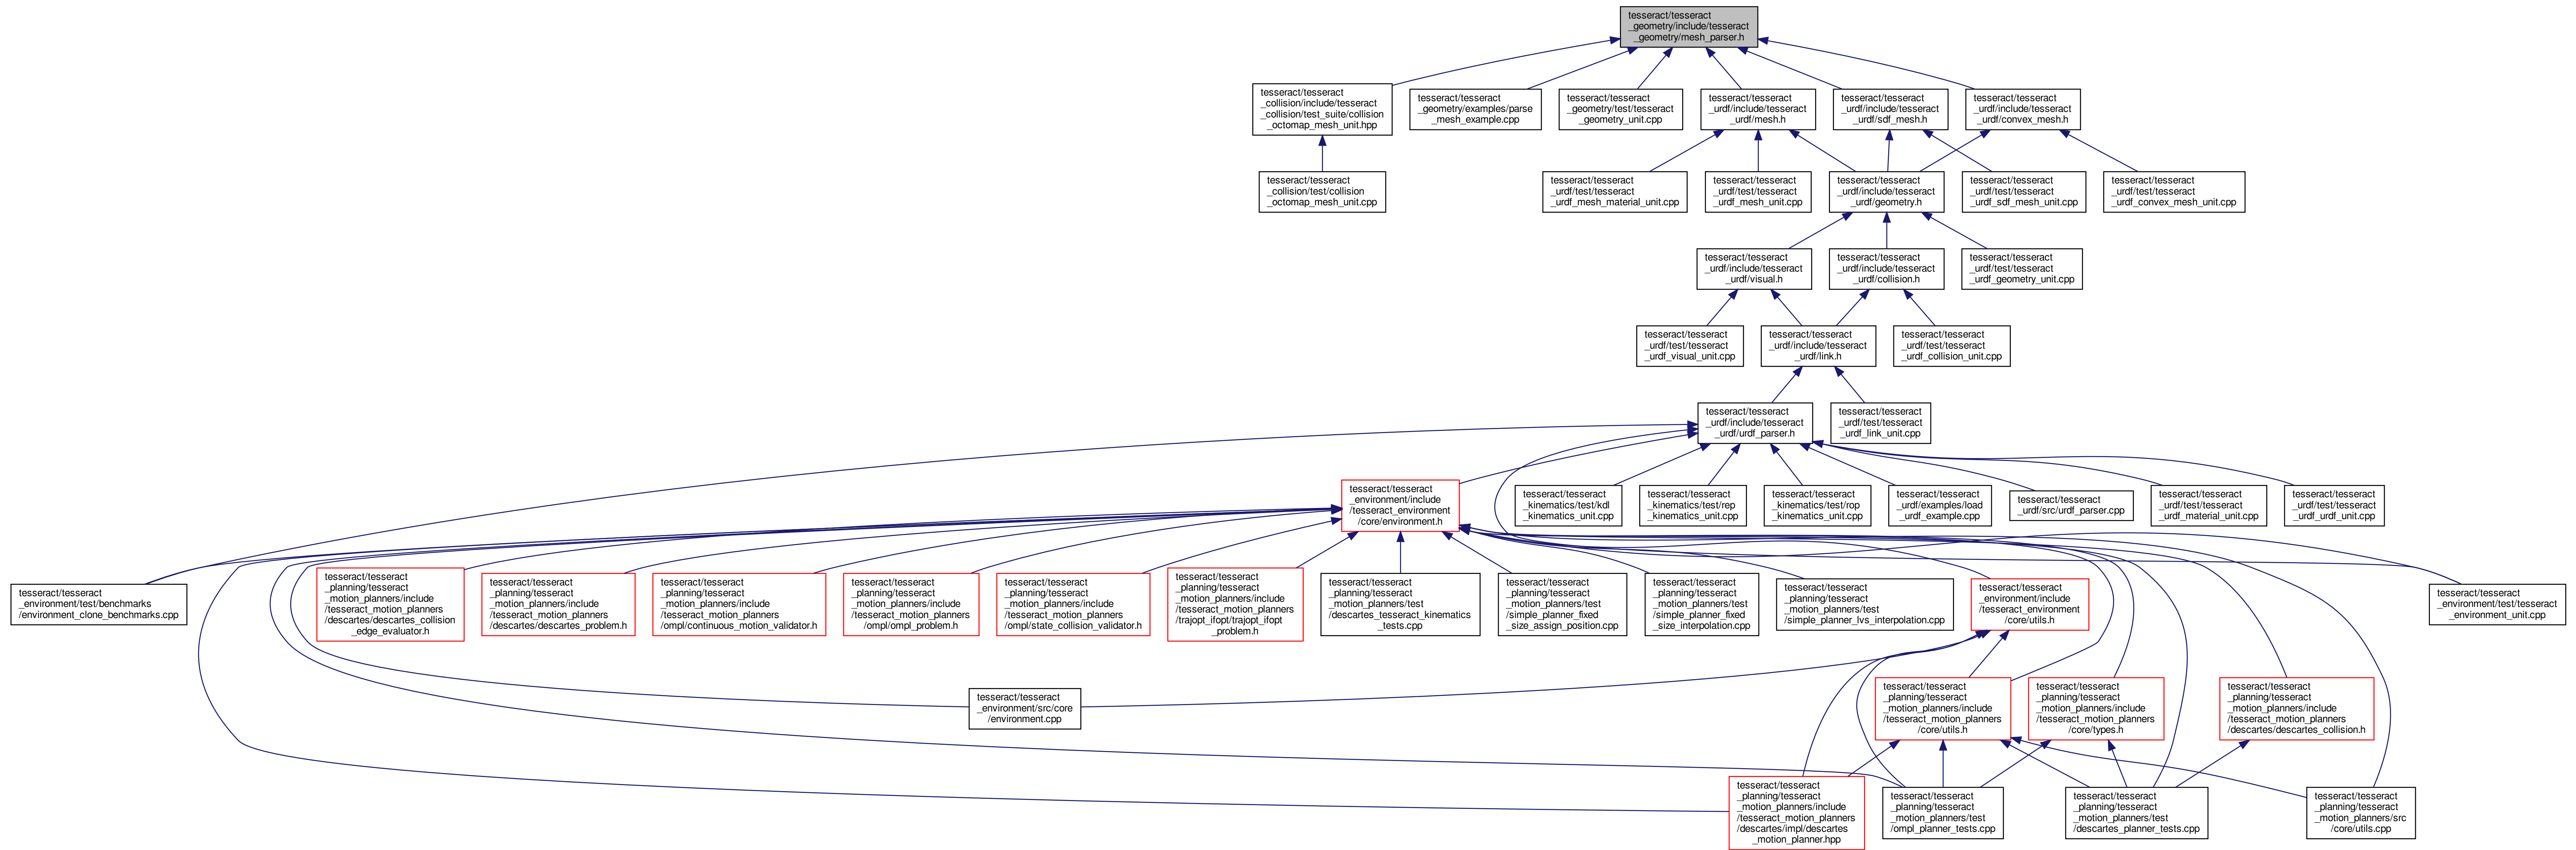 tesseract/tesseract
_geometry/include/tesseract
_geometry/mesh_parser.h
tesseract/tesseract
_collision/include/tesseract
_collision/test_suite/collision
_octomap_mesh_unit.hpp
tesseract/tesseract
_geometry/examples/parse
_mesh_example.cpp
tesseract/tesseract
_geometry/test/tesseract
_geometry_unit.cpp
tesseract/tesseract
_urdf/include/tesseract
_urdf/mesh.h
tesseract/tesseract
_urdf/include/tesseract
_urdf/sdf_mesh.h
tesseract/tesseract
_urdf/include/tesseract
_urdf/convex_mesh.h
tesseract/tesseract
_collision/test/collision
_octomap_mesh_unit.cpp
tesseract/tesseract
_urdf/test/tesseract
_urdf_mesh_material_unit.cpp
tesseract/tesseract
_urdf/test/tesseract
_urdf_mesh_unit.cpp
tesseract/tesseract
_urdf/include/tesseract
_urdf/geometry.h
tesseract/tesseract
_urdf/test/tesseract
_urdf_sdf_mesh_unit.cpp
tesseract/tesseract
_urdf/test/tesseract
_urdf_convex_mesh_unit.cpp
tesseract/tesseract
_urdf/include/tesseract
_urdf/visual.h
tesseract/tesseract
_urdf/include/tesseract
_urdf/collision.h
tesseract/tesseract
_urdf/test/tesseract
_urdf_geometry_unit.cpp
tesseract/tesseract
_urdf/test/tesseract
_urdf_visual_unit.cpp
tesseract/tesseract
_urdf/include/tesseract
_urdf/link.h
tesseract/tesseract
_urdf/test/tesseract
_urdf_collision_unit.cpp
tesseract/tesseract
_urdf/include/tesseract
_urdf/urdf_parser.h
tesseract/tesseract
_urdf/test/tesseract
_urdf_link_unit.cpp
tesseract/tesseract
_environment/include
/tesseract_environment
/core/environment.h
tesseract/tesseract
_kinematics/test/kdl
_kinematics_unit.cpp
tesseract/tesseract
_kinematics/test/rep
_kinematics_unit.cpp
tesseract/tesseract
_kinematics/test/rop
_kinematics_unit.cpp
tesseract/tesseract
_urdf/examples/load
_urdf_example.cpp
tesseract/tesseract
_urdf/src/urdf_parser.cpp
tesseract/tesseract
_urdf/test/tesseract
_urdf_material_unit.cpp
tesseract/tesseract
_urdf/test/tesseract
_urdf_urdf_unit.cpp
tesseract/tesseract
_environment/test/benchmarks
/environment_clone_benchmarks.cpp
tesseract/tesseract
_planning/tesseract
_motion_planners/include
/tesseract_motion_planners
/descartes/descartes_collision
_edge_evaluator.h
tesseract/tesseract
_planning/tesseract
_motion_planners/include
/tesseract_motion_planners
/descartes/descartes_problem.h
tesseract/tesseract
_planning/tesseract
_motion_planners/include
/tesseract_motion_planners
/ompl/continuous_motion_validator.h
tesseract/tesseract
_planning/tesseract
_motion_planners/include
/tesseract_motion_planners
/ompl/ompl_problem.h
tesseract/tesseract
_planning/tesseract
_motion_planners/include
/tesseract_motion_planners
/ompl/state_collision_validator.h
tesseract/tesseract
_planning/tesseract
_motion_planners/include
/tesseract_motion_planners
/trajopt_ifopt/trajopt_ifopt
_problem.h
tesseract/tesseract
_planning/tesseract
_motion_planners/test
/descartes_tesseract_kinematics
_tests.cpp
tesseract/tesseract
_planning/tesseract
_motion_planners/test
/simple_planner_fixed
_size_assign_position.cpp
tesseract/tesseract
_planning/tesseract
_motion_planners/test
/simple_planner_fixed
_size_interpolation.cpp
tesseract/tesseract
_planning/tesseract
_motion_planners/test
/simple_planner_lvs_interpolation.cpp
tesseract/tesseract
_environment/include
/tesseract_environment
/core/utils.h
tesseract/tesseract
_environment/test/tesseract
_environment_unit.cpp
tesseract/tesseract
_environment/src/core
/environment.cpp
tesseract/tesseract
_planning/tesseract
_motion_planners/include
/tesseract_motion_planners
/core/utils.h
tesseract/tesseract
_planning/tesseract
_motion_planners/include
/tesseract_motion_planners
/core/types.h
tesseract/tesseract
_planning/tesseract
_motion_planners/include
/tesseract_motion_planners
/descartes/descartes_collision.h
tesseract/tesseract
_planning/tesseract
_motion_planners/include
/tesseract_motion_planners
/descartes/impl/descartes
_motion_planner.hpp
tesseract/tesseract
_planning/tesseract
_motion_planners/test
/ompl_planner_tests.cpp
tesseract/tesseract
_planning/tesseract
_motion_planners/test
/descartes_planner_tests.cpp
tesseract/tesseract
_planning/tesseract
_motion_planners/src
/core/utils.cpp